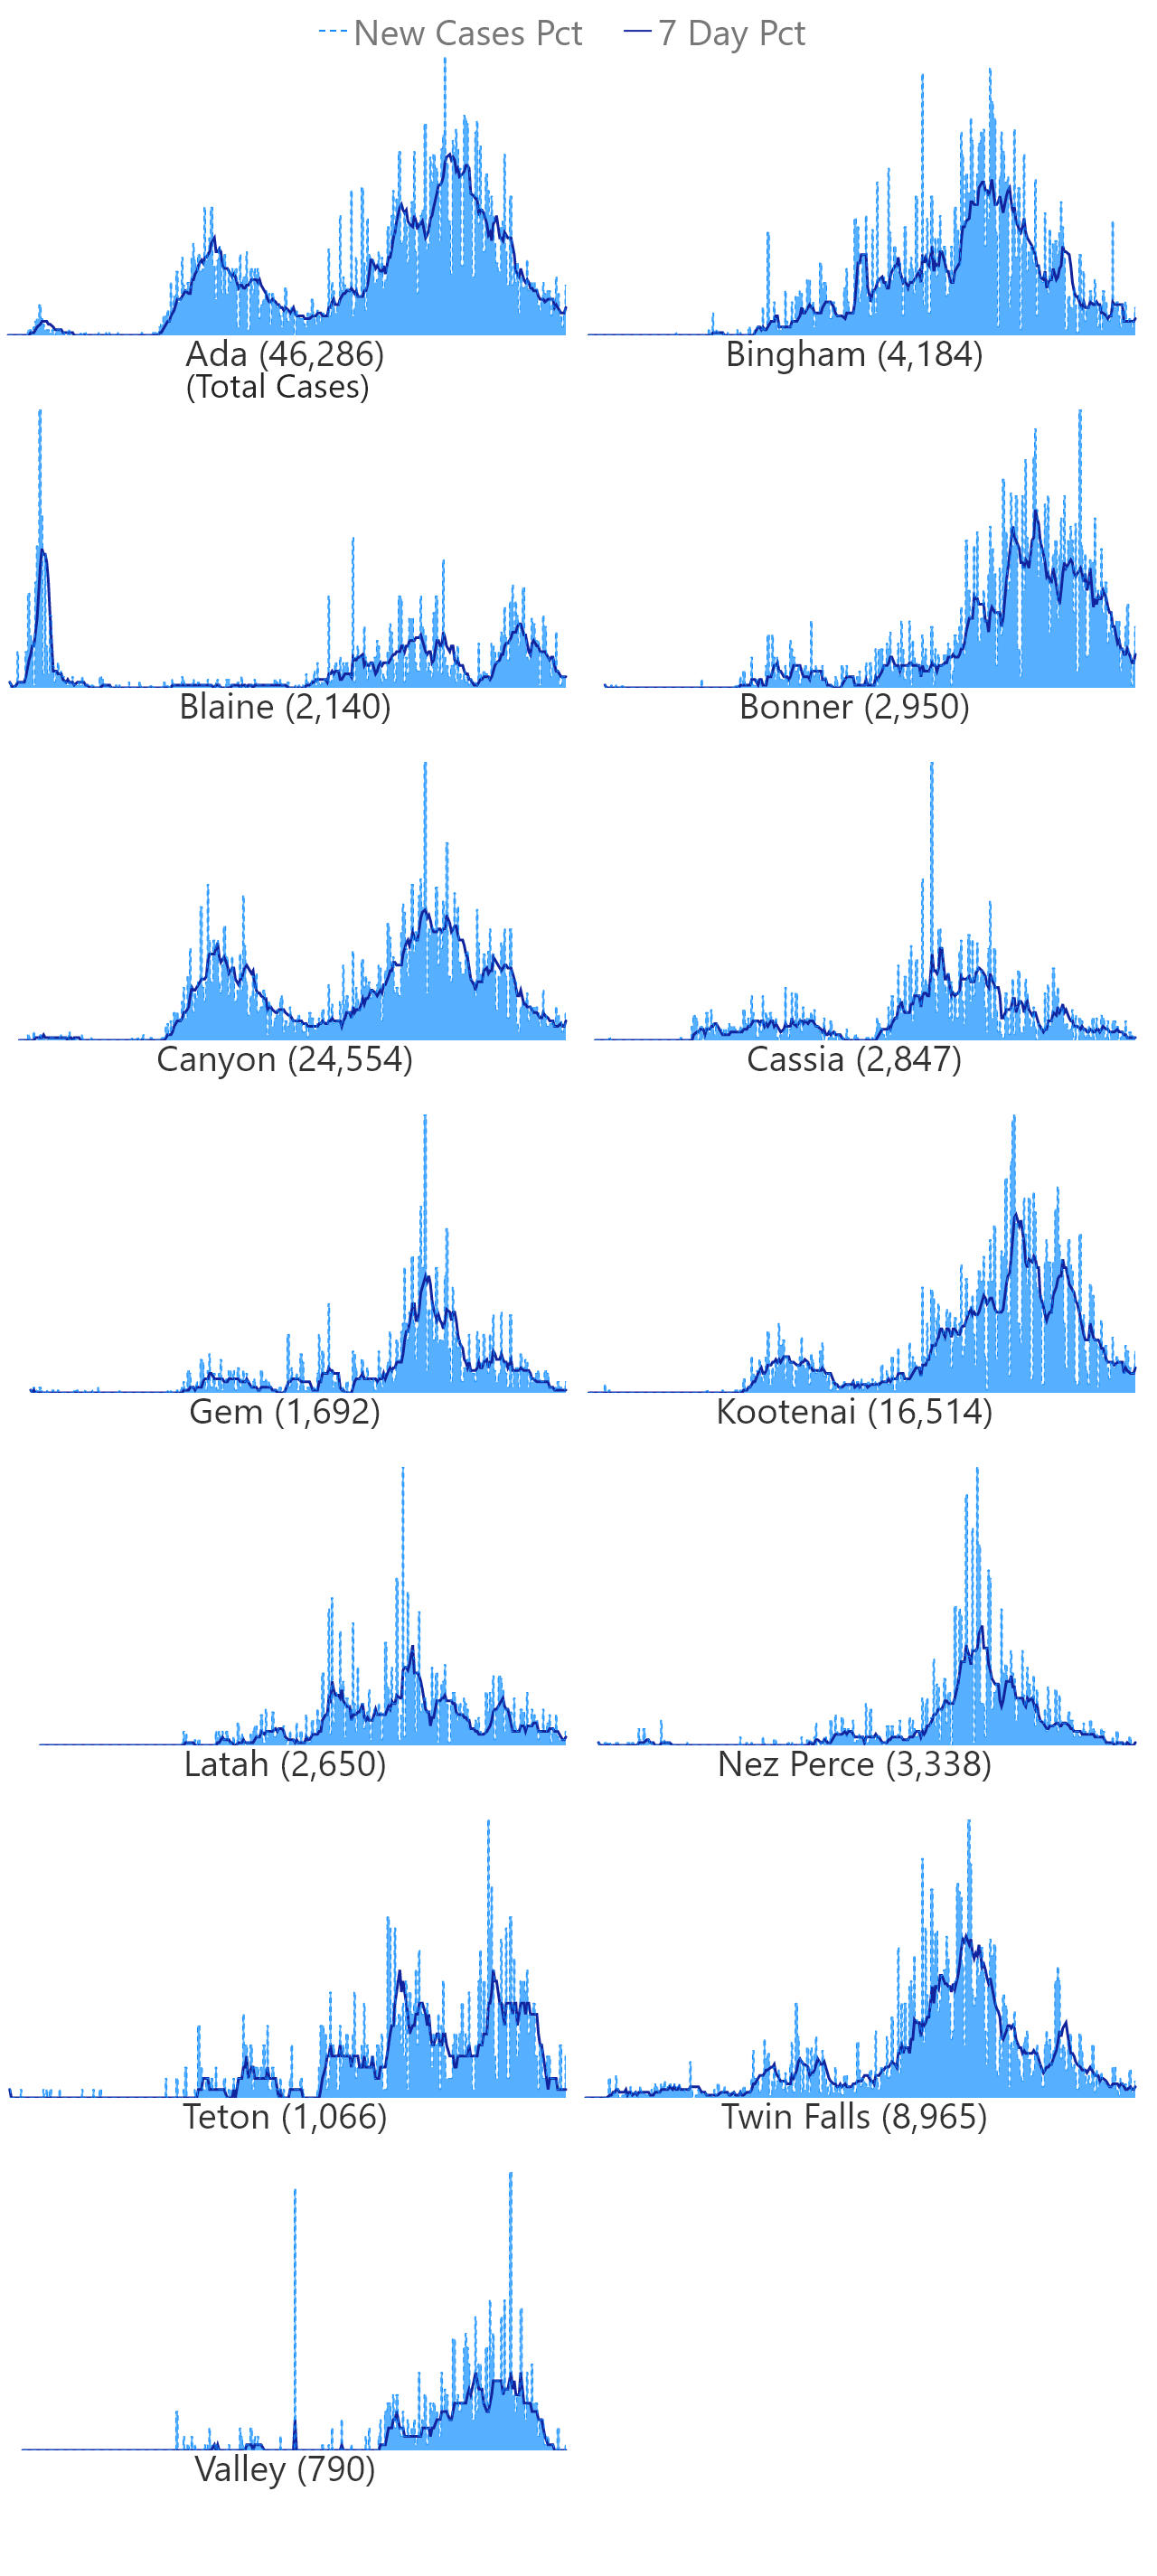 New Cases Pct 7 Day Pct
Ada (46,286)
(Total Cases)
Bingham (4,184)
Blaine (2,140)
Bonner (2,950)
Canyon (24,554)
Cassia (2,847)
Gem (1,692)
Kootenai (16,514)
Latah (2,650)
Nez Perce (3,338)
Teton (1,066)
Twin Falls (8,965)
Valley (790)